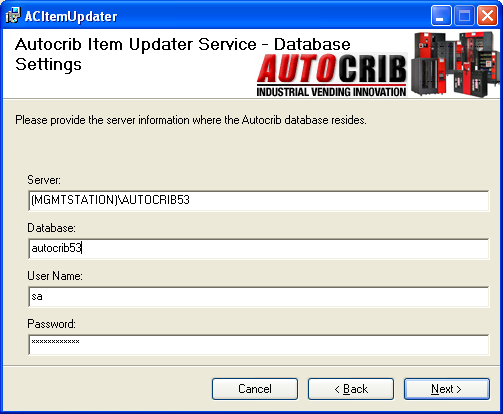 ACItemUpdater
Autocrib Item Updater Service - Database
Settings
AUTOCRIB
INDUSTRIAL VENDING INNOVATION
Please provide the server information where the Autocrib database resides.
Server:
(MGMTSTATION)\AUTOCRIB53
Database:
autocrib53
User Name:
sa
Password:
************
Cancel
< Back
Next >